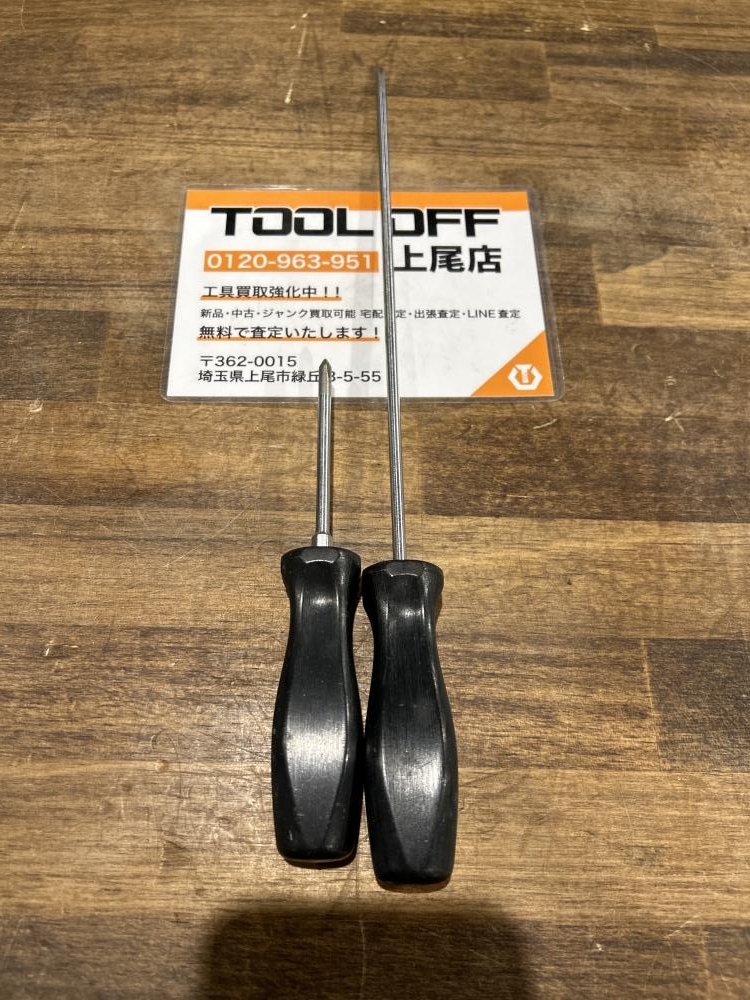 TOOL OFF
0120-963-951 上尾店
工具買取強化中!!
新品・中古・ジャンク買取可能 宅配 定・出張査定・LINE査定
無料で査定いたします!
〒362-0015
埼玉県上尾市緑丘3-5-55